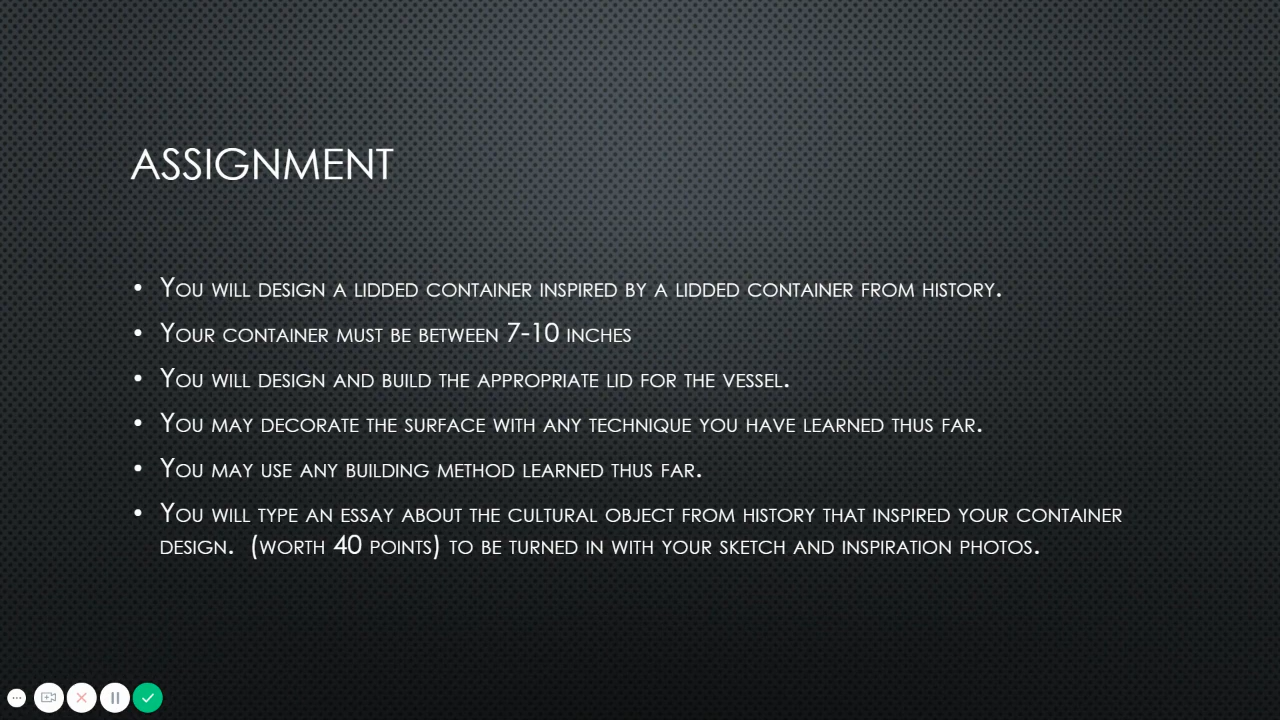 ASSIGNMENT
• You will design a lidded container inspired by a lidded container from history.
• Your container must be between 7-10 inches
• You will design and build the appropriate lid for the vessel.
• You may decorate the surface with any technique you have learned thus far.
• You may use any building method learned thus far.
• You will type an essay about the cultural object from history that inspired your container
design.  (worth 40 points) to be turned in with your sketch and inspiration photos.